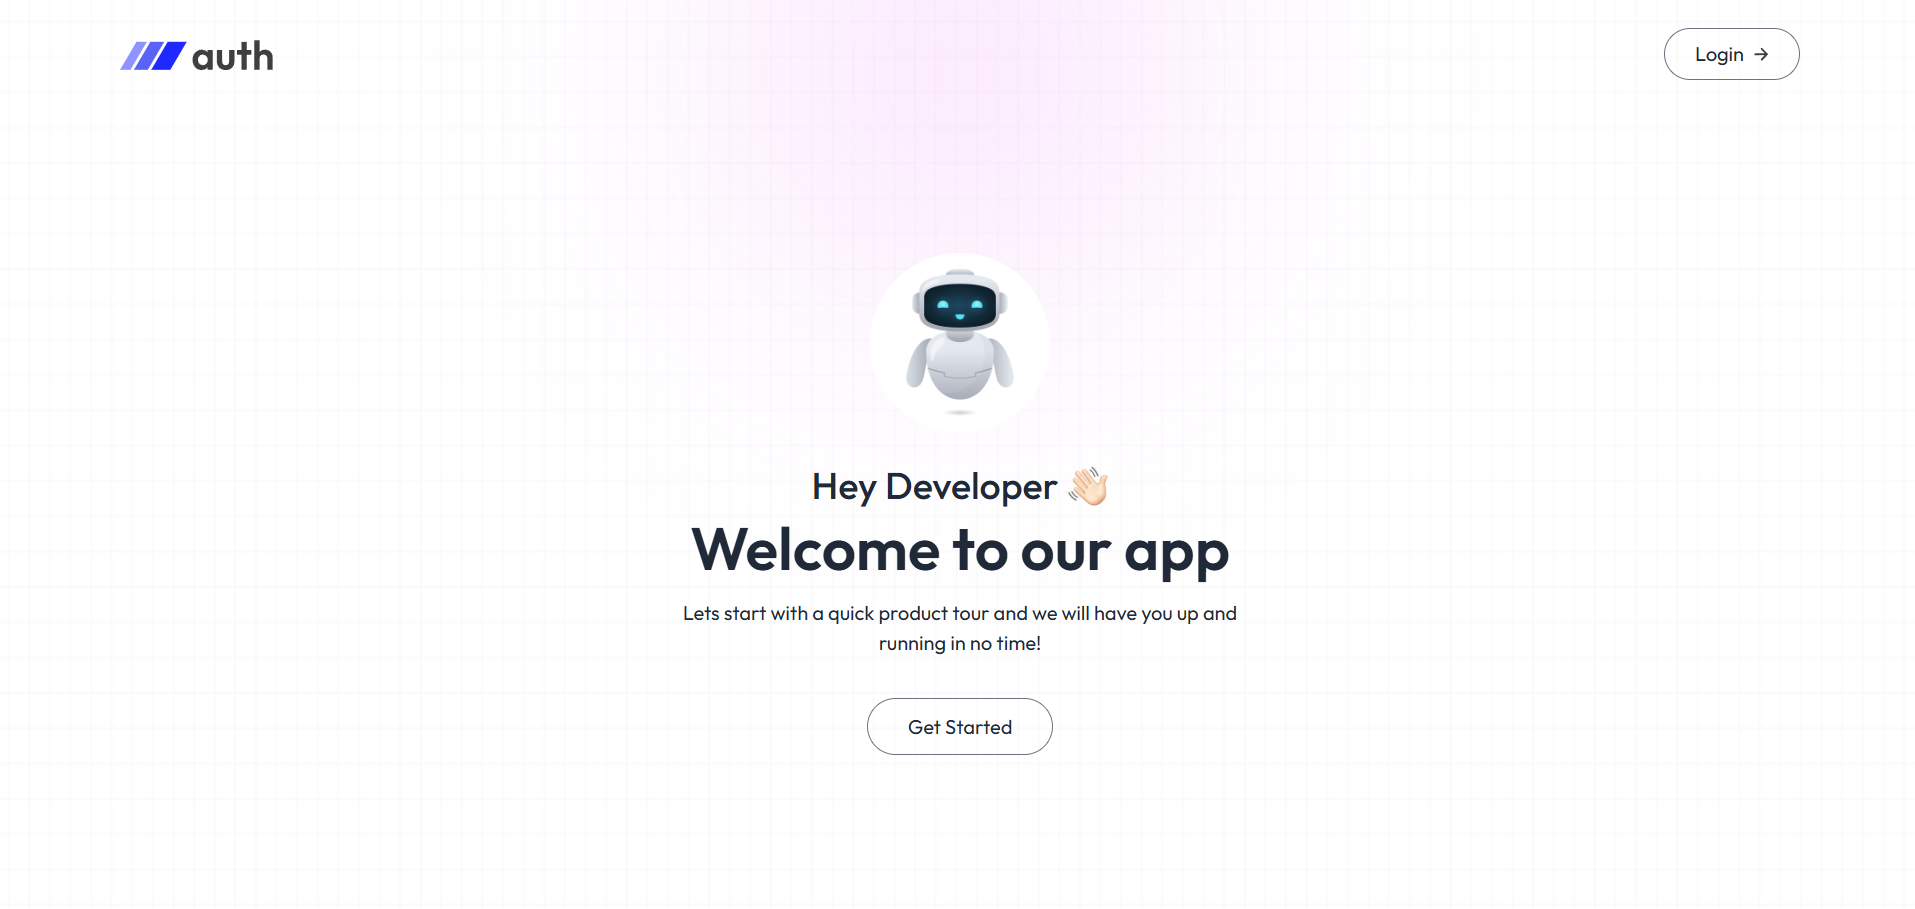 auth
Login →
Hey Developer 👋🏻
Welcome to our app
Lets start with a quick product tour and we will have you up and
running in no time!
Get Started